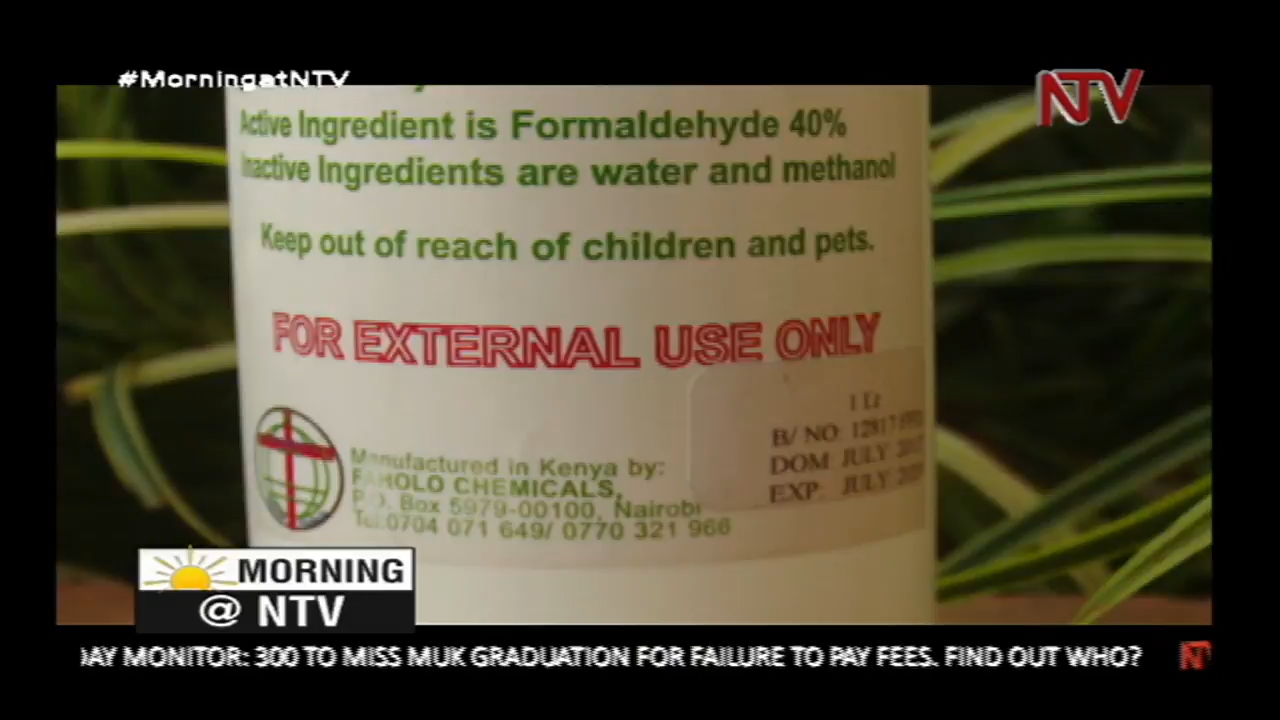 #MorningatNTV
NTV
Active Ingredient is Formaldehyde 40%
Inactive Ingredients are water and methanol
Keep out of reach of children and pets.
FOR EXTERNAL USE ONLY
1 Lt
B/ NO:
DOM JULY
EXP: JULY
Manufactured in Kenya by:
CHEMICALS,
P.O. Box 5979-00100, Nairobi
Tel:0704 071 649/ 0770 321 966
MORNING
@ NTV
AY MONITOR: 300 TO MISS MUK GRADUATION FOR FAILURE TO PAY FEES. FIND OUT WHO?